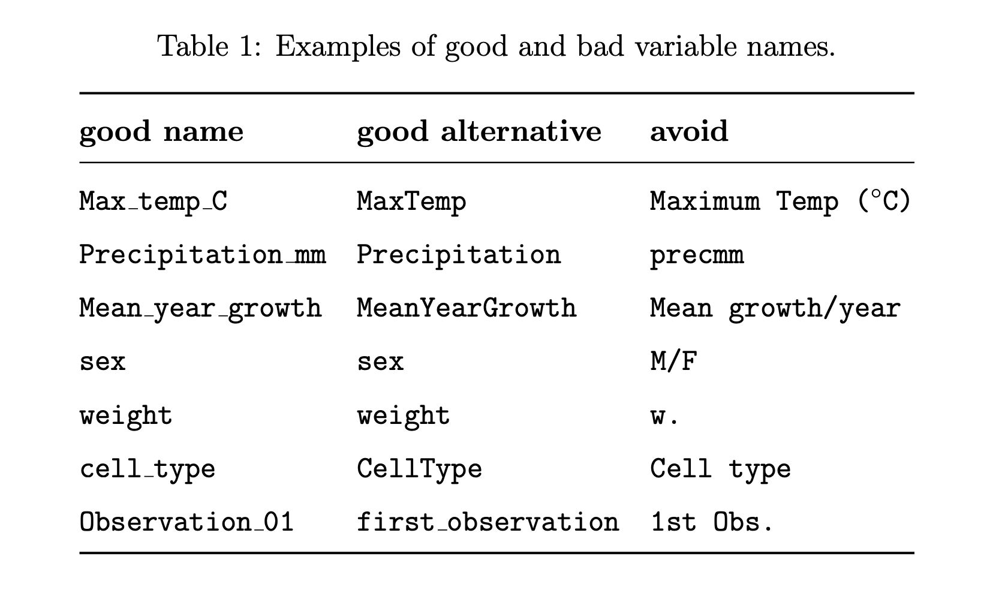 Table 1: Examples of good and bad variable names.
good name good alternative avoid
Max_temp_C MaxTemp Maximum Temp (°C)
Precipitation_mm Precipitation precmm
Mean_year_growth MeanYearGrowth Mean growth/year
sex sex M/F
weight weight w.
cell_type CellType Cell type
Observation_01 first_observation 1st Obs.